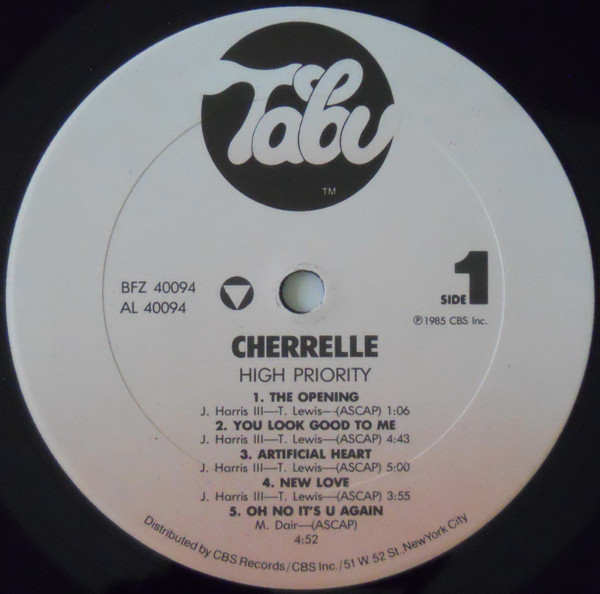 Tabu
TM
BFZ 40094
AL 40094
SIDE 1
℗1985 CBS Inc.
CHERRELLE
HIGH PRIORITY
1. THE OPENING
J. Harris III—T. Lewis—(ASCAP) 1:06
2. YOU LOOK GOOD TO ME
J. Harris III—T. Lewis—(ASCAP) 4:43
3. ARTIFICIAL HEART
J. Harris III—T. Lewis—(ASCAP) 5:00
4. NEW LOVE
J. Harris III—T. Lewis—(ASCAP) 3:55
5. OH NO IT'S U AGAIN
M. Dair—(ASCAP)
4:52
Distributed by CBS Records/CBS Inc./51 W. 52 St., New York City